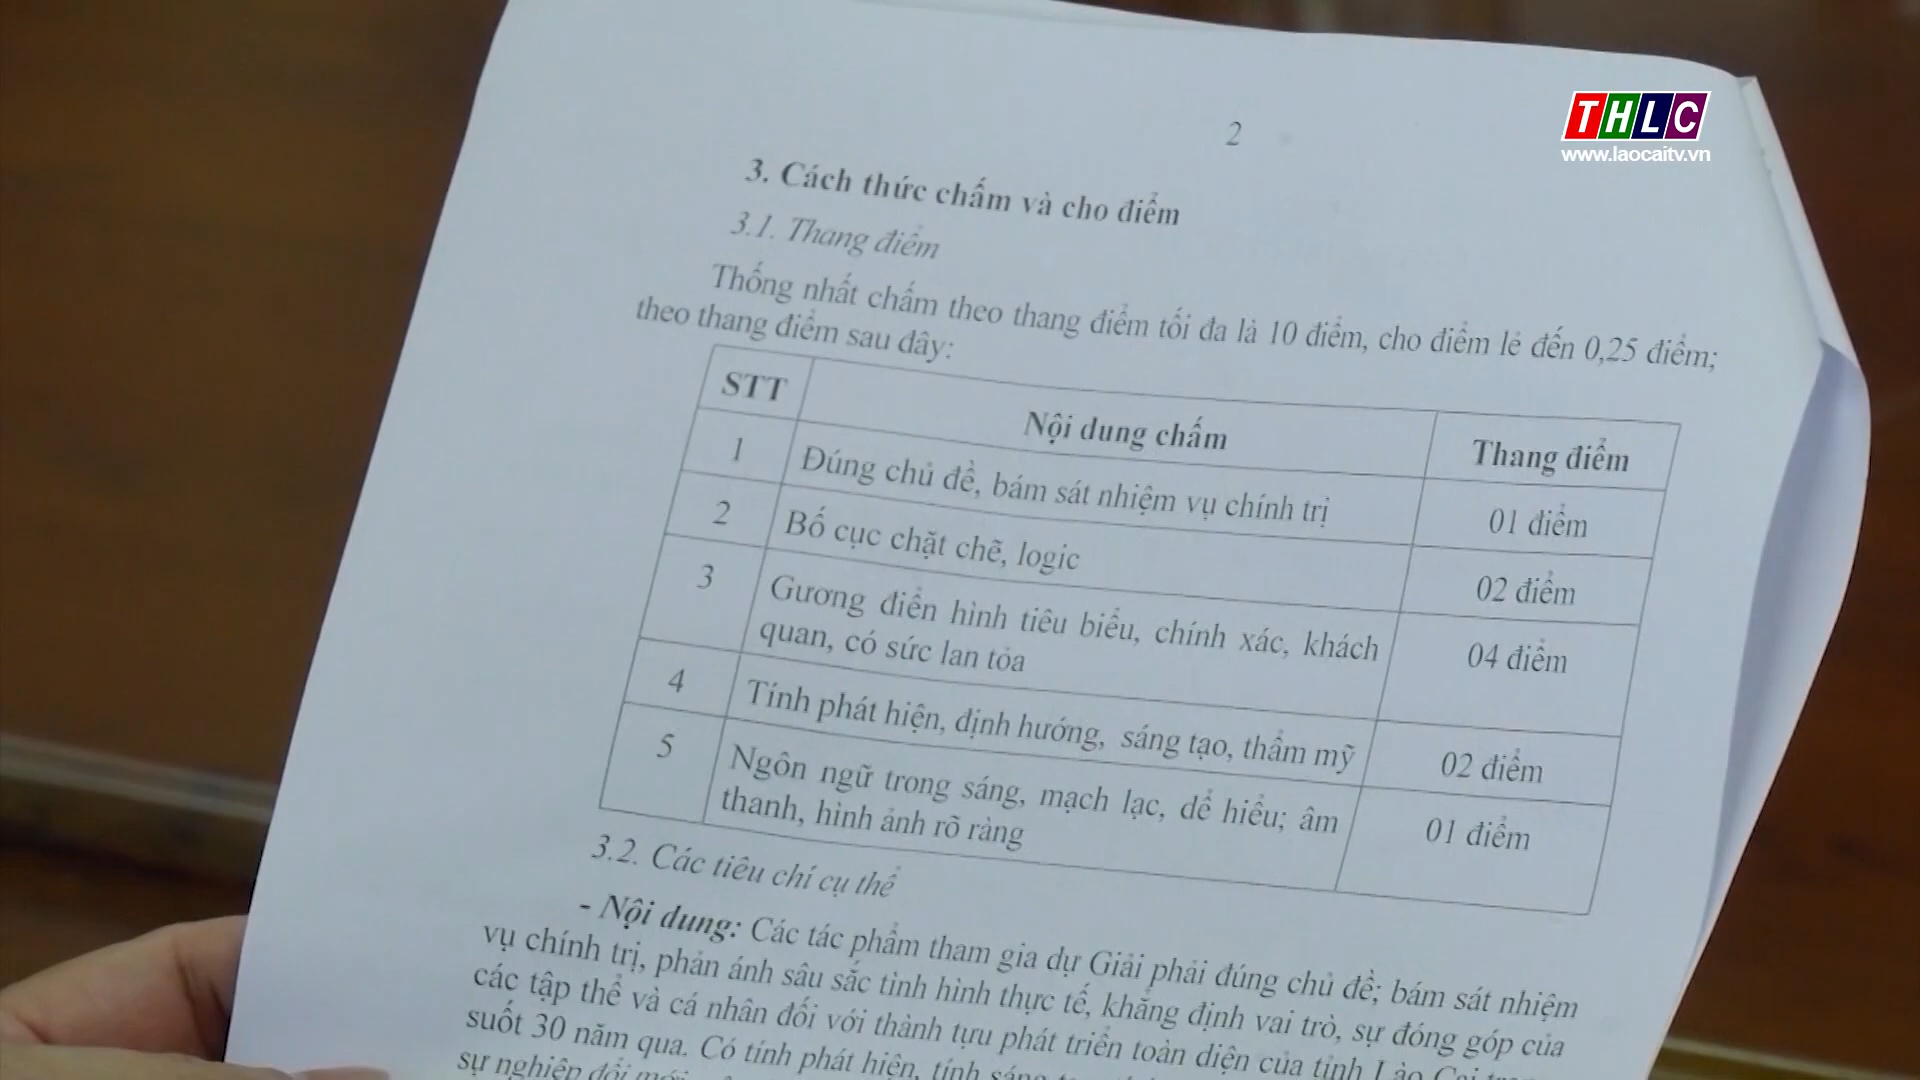 THLC
www.laocaitv.vn
2
3. Cách thức chấm và cho điểm
3.1. Thang điểm
Thống nhất chấm theo thang điểm tối đa là 10 điểm, cho điểm lẻ đến 0,25 điểm;
theo thang điểm sau đây:
STT Nội dung chấm Thang điểm
1 Đúng chủ đề, bám sát nhiệm vụ chính trị 01 điểm
2 Bố cục chặt chẽ, logic 02 điểm
3 Gương điển hình tiêu biểu, chính xác, khách 04 điểm
quan, có sức lan tỏa
4 Tính phát hiện, định hướng, sáng tạo, thẩm mỹ 02 điểm
5 Ngôn ngữ trong sáng, mạch lạc, dể hiểu; âm 01 điểm
thanh, hình ảnh rõ ràng
3.2. Các tiêu chí cụ thể
- Nội dung: Các tác phẩm tham gia dự Giải phải đúng chủ đề; bám sát nhiệm
vụ chính trị, phản ánh sâu sắc tình hình thực tế, khẳng định vai trò, sự đóng góp của
các tập thể và cá nhân đối với thành tựu phát triển toàn diện của tỉnh Lào Cai
suốt 30 năm qua. Có tính phát hiện, tính
sự nghiệp đổi mới